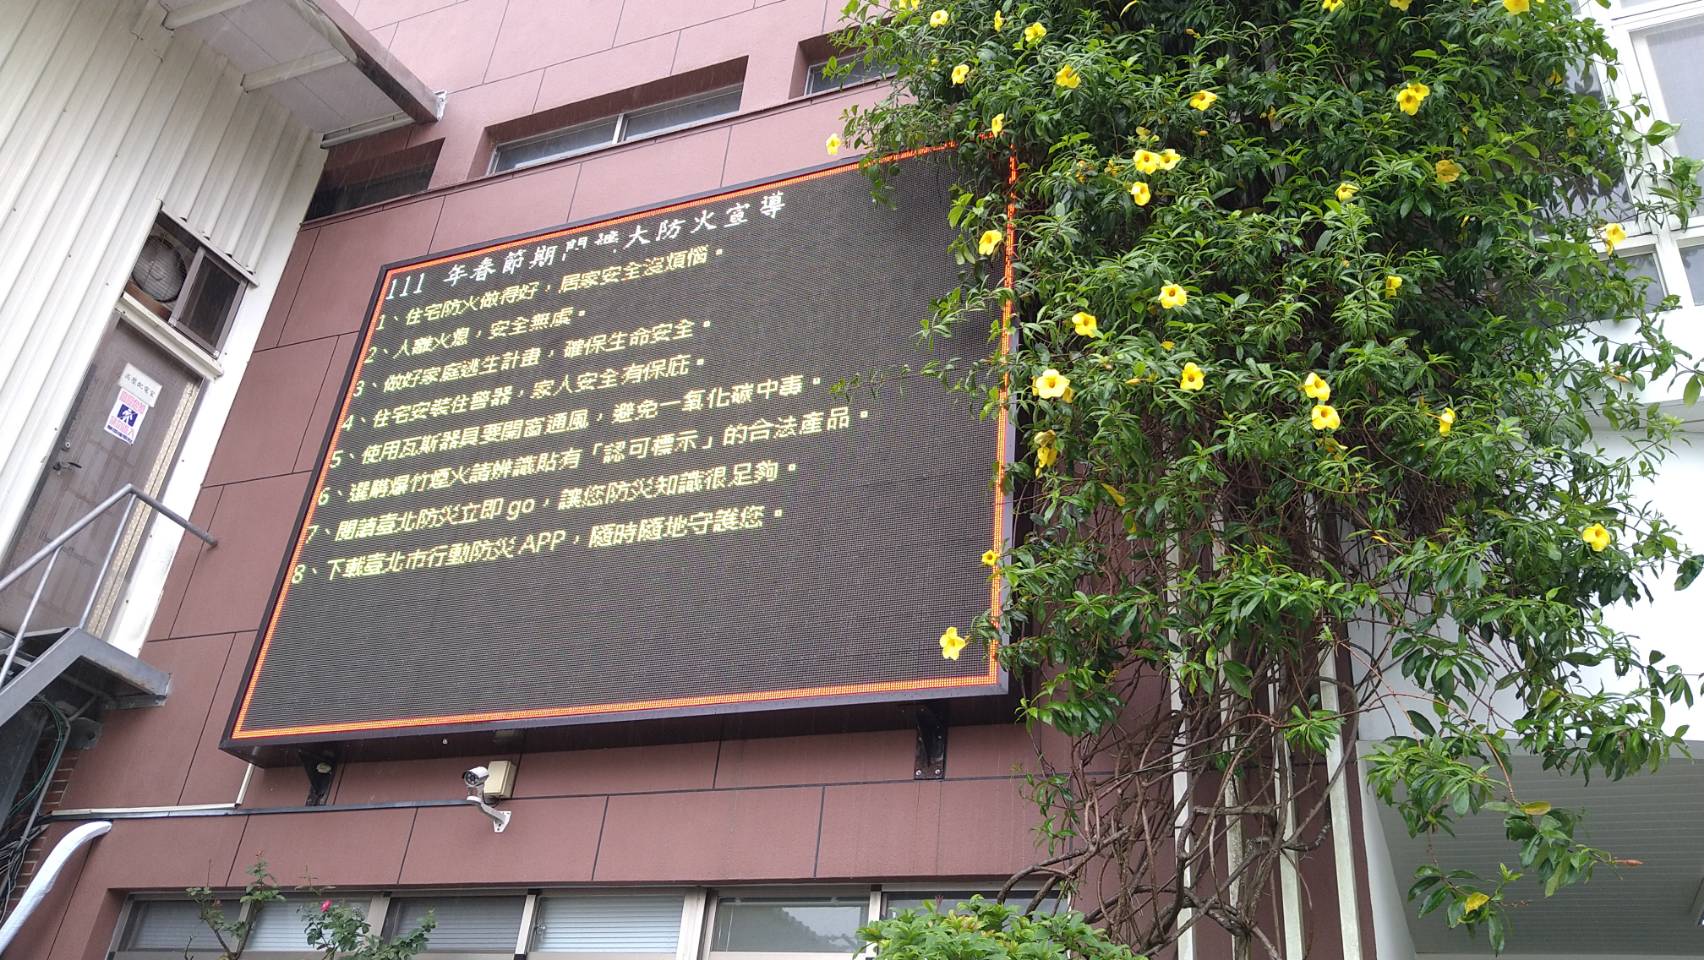 111 年春節期間擴大防火宣導
1、住宅防火做得好，居家安全沒煩惱。
2、人離火熄，安全無虞。
3、做好家庭逃生計畫，確保生命安全。
4、住宅安裝住警器，家人安全有保庇。
5、使用瓦斯器具要開窗通風，避免一氧化碳中毒。
6、選購爆竹煙火請辨識貼有「認可標示」的合法產品。
7、閱讀臺北防災立即 go，讓您防災知識很足夠。
8、下載臺北市行動防災 APP，隨時隨地守護您。